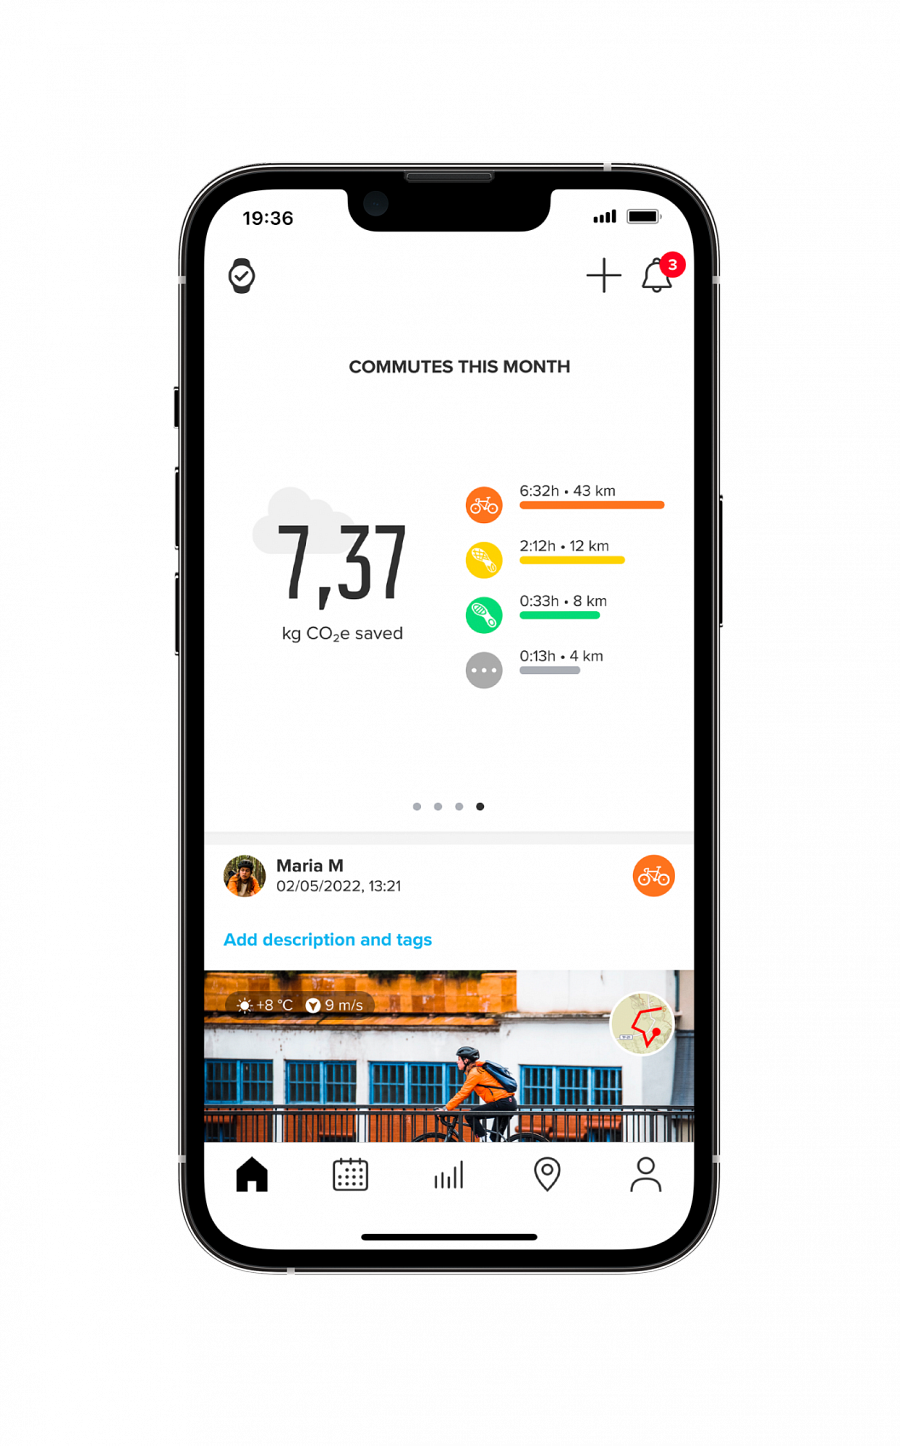 19:36
3
COMMUTES THIS MONTH
6:32h • 43 km
7,37
2:12h • 12 km
0:33h • 8 km
kg CO₂e saved
0:13h • 4 km
Maria M
02/05/2022, 13:21
Add description and tags
+8 °C 9 m/s